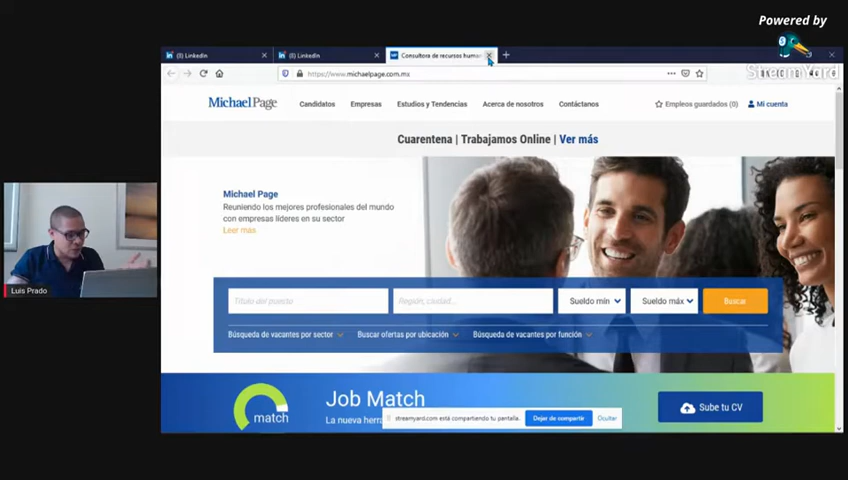 Powered by
StreamYard
(8) LinkedIn
(8) LinkedIn
Consultora de recursos human
https://www.michaelpage.com.mx
MichaelPage
Candidatos
Empresas
Estudios y Tendencias
Acerca de nosotros
Contáctanos
Empleos guardados (0)
Mi cuenta
Cuarentena | Trabajamos Online | Ver más
Michael Page
Reuniendo los mejores profesionales del mundo
con empresas líderes en su sector
Leer más
Título del puesto
Región, ciudad...
Sueldo mín
Sueldo máx
Buscar
Búsqueda de vacantes por sector
Buscar ofertas por ubicación
Búsqueda de vacantes por función
Luis Prado
match
Job Match
La nueva herra
Sube tu CV
streamyard.com está compartiendo tu pantalla.
Dejar de compartir
Ocultar